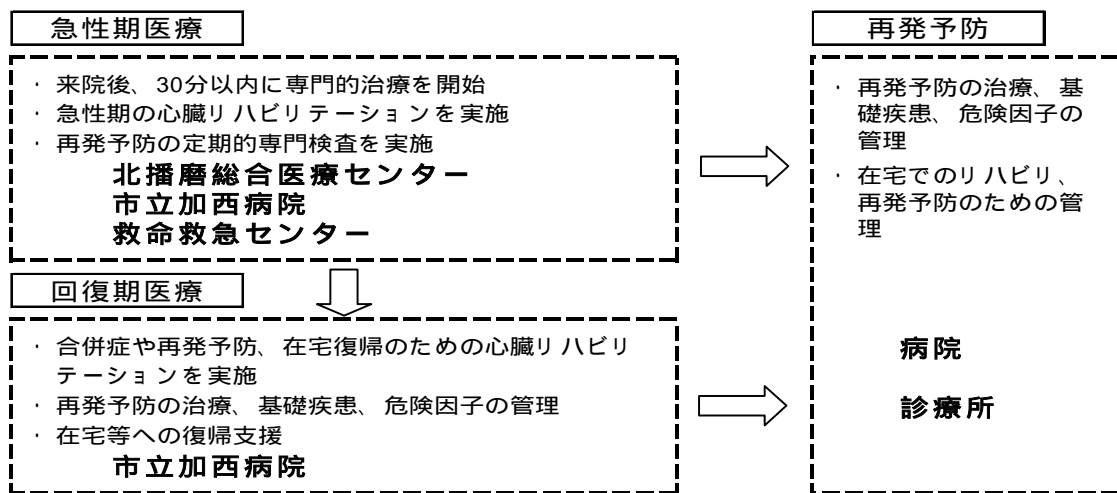 急性期医療
・ 来院後、30分以内に専門的治療を開始
・ 急性期の心臓リハビリテーションを実施
・ 再発予防の定期的専門検査を実施
北播磨総合医療センター
市立加西病院
救命救急センター
回復期医療
・ 合併症や再発予防、在宅復帰のための心臓リハビリ
テーションを実施
・ 再発予防の治療、基礎疾患、危険因子の管理
・ 在宅等への復帰支援
市立加西病院
再発予防
・ 再発予防の治療、基
礎疾患、危険因子の
管理
・ 在宅でのリハビリ、
再発予防のための管
理
病院
診療所